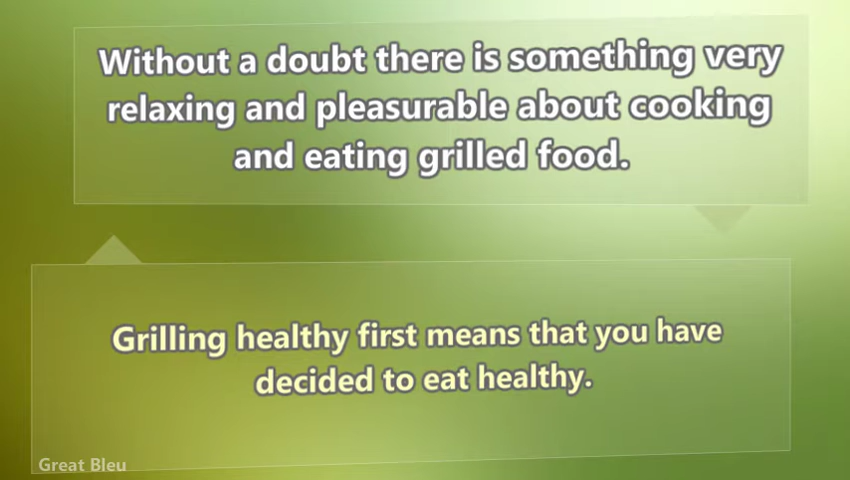 Without a doubt there is something very
relaxing and pleasurable about cooking
and eating grilled food.
Grilling healthy first means that you have
decided to eat healthy.
Great Bleu